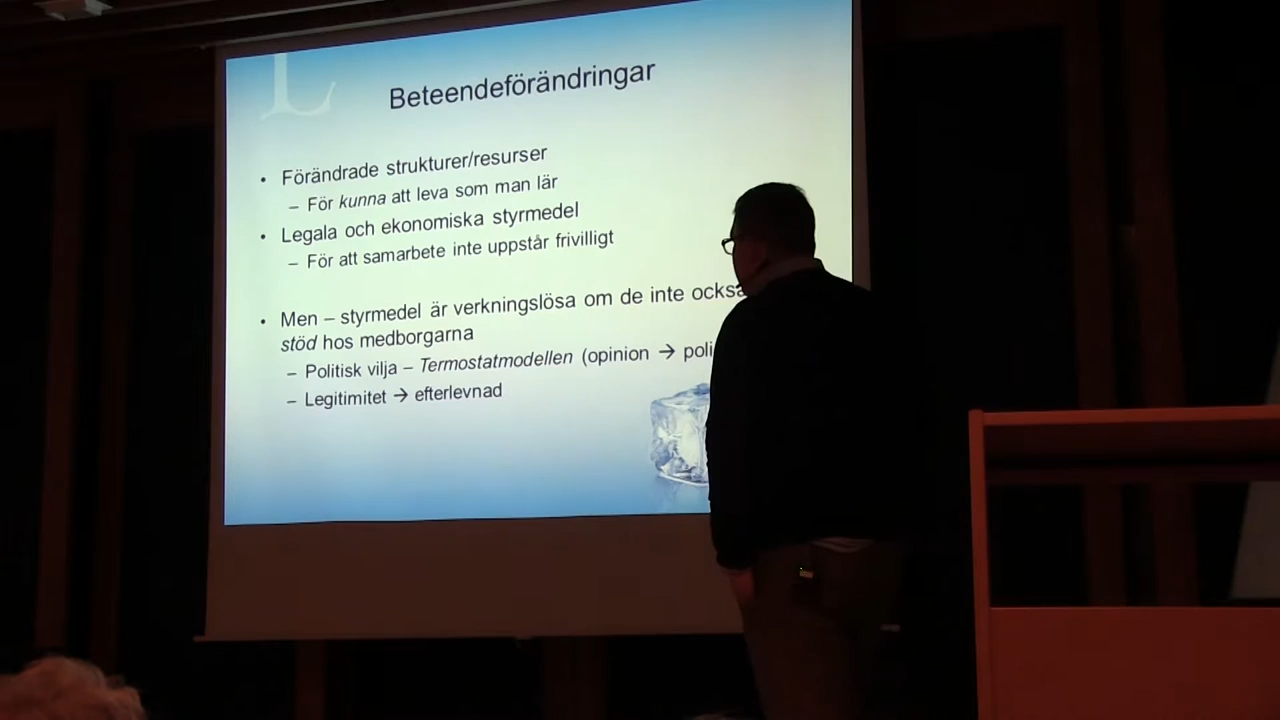 L
Beteendeförändringar
• Förändrade strukturer/resurser
– För kunna att leva som man lär
• Legala och ekonomiska styrmedel
– För att samarbete inte uppstår frivilligt
• Men – styrmedel är verkningslösa om de inte också
stöd hos medborgarna
– Politisk vilja – Termostatmodellen (opinion → poli
– Legitimitet → efterlevnad